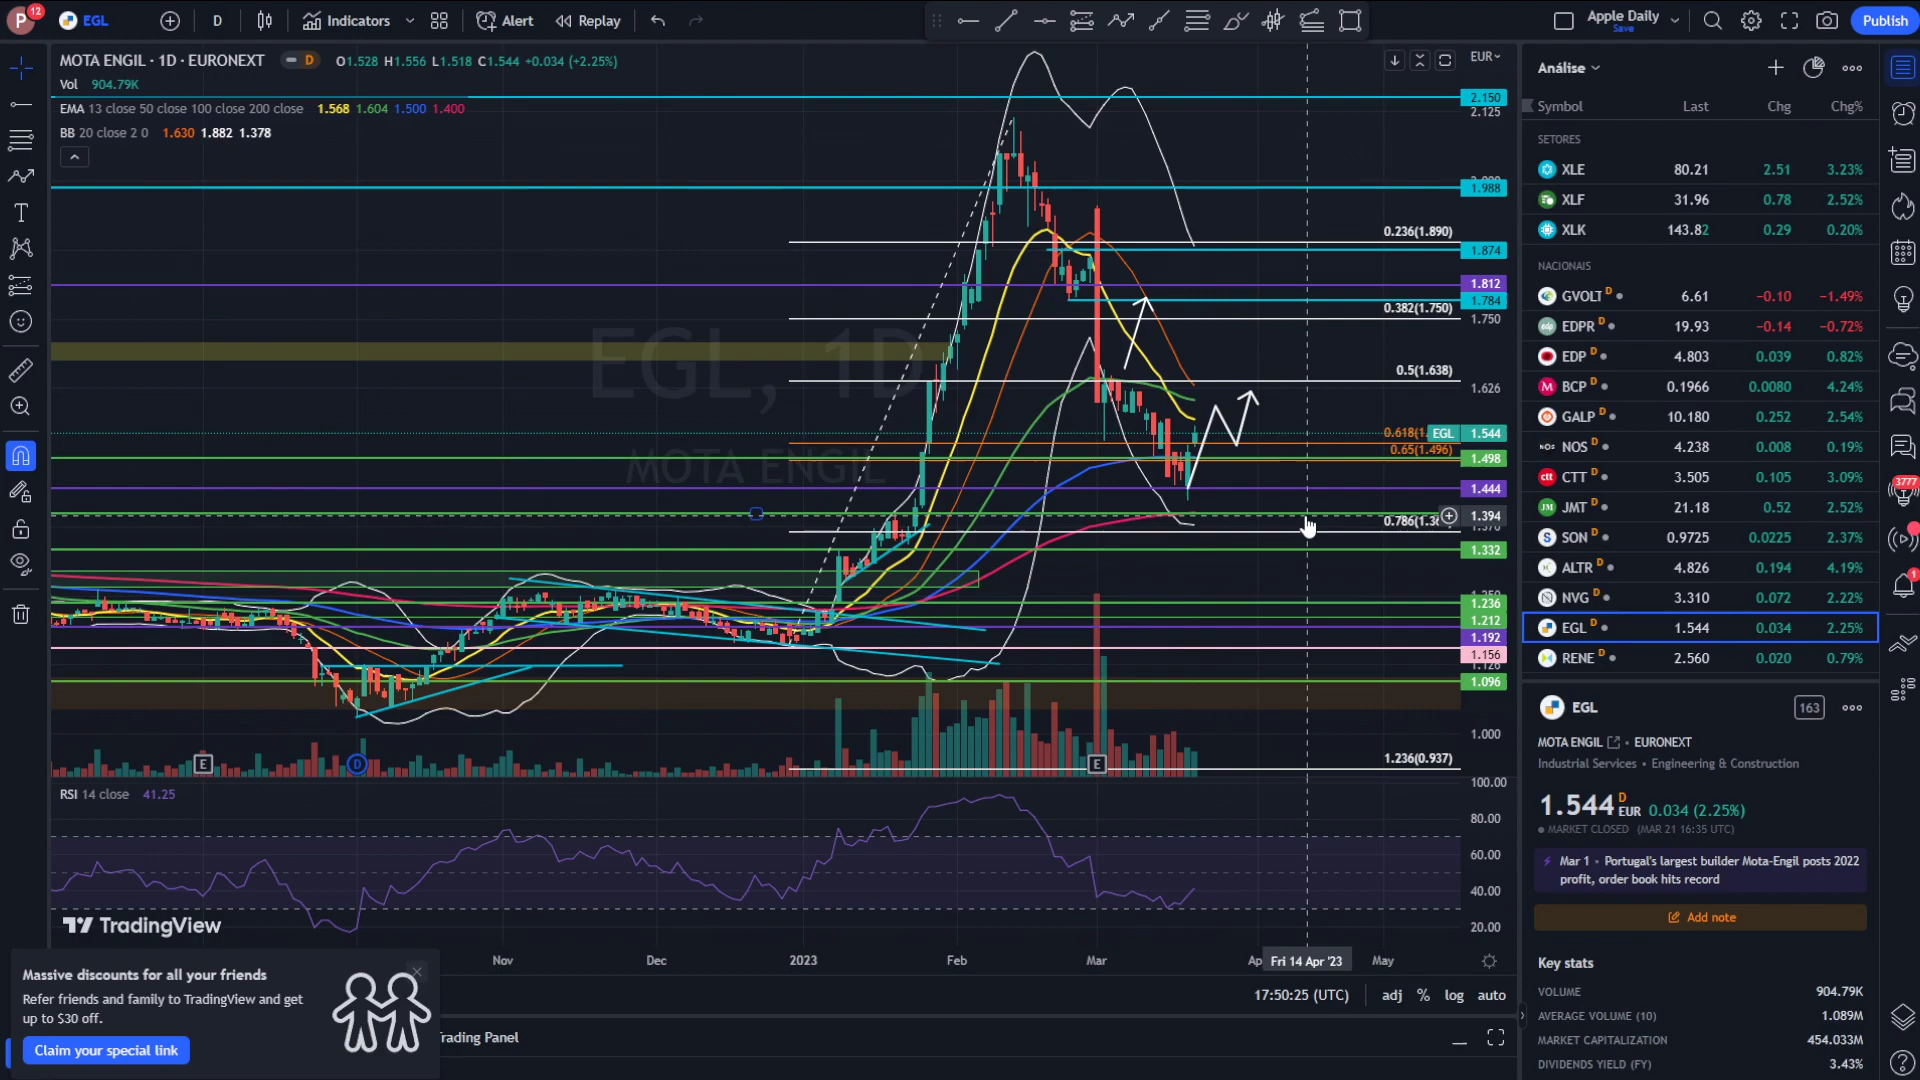 P 12 EGL D Indicators Alert Replay Apple Daily Save Publish
MOTA ENGIL · 1D · EURONEXT D O1.528 H1.556 L1.518 C1.544 +0.034 (+2.25%) EUR
Vol 904.79K
EMA 13 close 50 close 100 close 200 close 1.568 1.604 1.500 1.400
BB 20 close 2 0 1.630 1.882 1.378
EGL, 1D
MOTA ENGIL
2.150
2.125
1.988
0.236(1.890)
1.874
1.812
1.784
0.382(1.750)
1.750
0.5(1.638)
1.626
0.618(1. EGL 1.544
0.65(1.496)
1.498
1.444
1.394
0.786(1.3
1.332
1.236
1.212
1.192
1.156
1.096
1.000
1.236(0.937)
E D E
RSI 14 close 41.25
100.00
80.00
60.00
40.00
20.00
TradingView
Nov Dec 2023 Feb Mar Ap Fri 14 Apr '23 May
17:50:25 (UTC) adj % log auto
rading Panel
Massive discounts for all your friends
Refer friends and family to TradingView and get
up to $30 off.
Claim your special link
Análise
Symbol Last Chg Chg%
SETORES
XLE 80.21 2.51 3.23%
XLF 31.96 0.78 2.52%
XLK 143.82 0.29 0.20%
NACIONAIS
GVOLT D 6.61 −0.10 −1.49%
EDPR D 19.93 −0.14 −0.72%
EDP D 4.803 0.039 0.82%
BCP D 0.1966 0.0080 4.24%
GALP D 10.180 0.252 2.54%
NOS D 4.238 0.008 0.19%
CTT D 3.505 0.105 3.09%
JMT D 21.18 0.52 2.52%
SON D 0.9725 0.0225 2.37%
ALTR D 4.826 0.194 4.19%
NVG D 3.310 0.072 2.22%
EGL D 1.544 0.034 2.25%
RENE D 2.560 0.020 0.79%
EGL 163
MOTA ENGIL • EURONEXT
Industrial Services • Engineering & Construction
1.544 D EUR 0.034 (2.25%)
MARKET CLOSED (MAR 21 16:35 UTC)
Mar 1 • Portugal's largest builder Mota-Engil posts 2022
profit, order book hits record
Add note
Key stats
VOLUME 904.79K
AVERAGE VOLUME (10) 1.089M
MARKET CAPITALIZATION 454.033M
DIVIDENDS YIELD (FY) 3.43%
3777
1